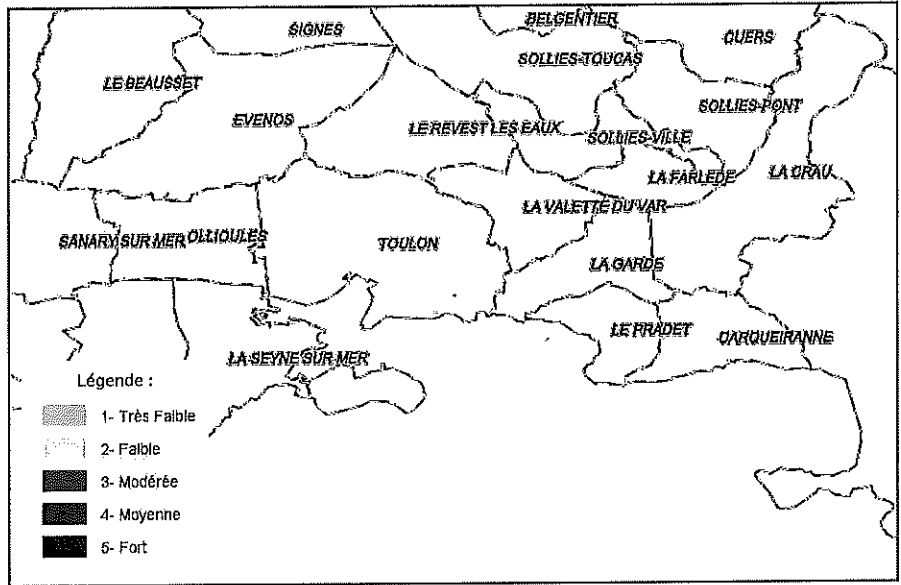 SIGNES
BELGENTIER
CUERS
SOLLIES-TOUCAS
LE BEAUSSET
SOLLIES-PONT
EVENOS
LE REVEST LES EAUX
SOLLIES-VILLE
LA FARLEDE
LA CRAU
LA VALETTE DU VAR
SANARY SUR MER
OLLIOULES
TOULON
LA GARDE
LE PRADET
CARQUEIRANNE
LA SEYNE SUR MER
Légende :
1- Très Faible
2- Faible
3- Modérée
4- Moyenne
5- Fort